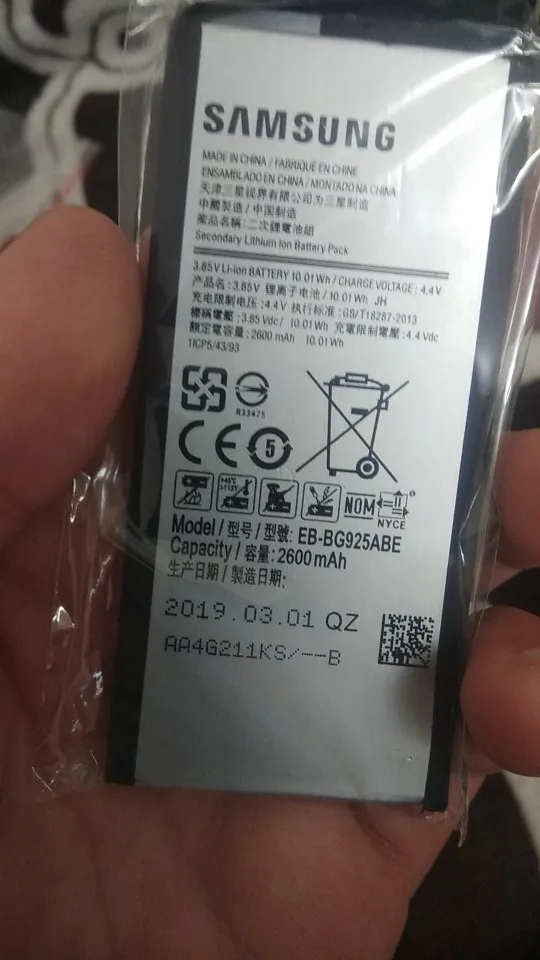 SAMSUNG
MADE IN CHINA / FABRIQUÉ EN CHINE
ENSAMBLADO EN CHINA / MONTADO NA CHINA
天津三星视界有限公司为三星制造
中國製造 / 中国制造
產品名稱:二次鋰電池組
Secondary Lithium Ion Battery Pack
3.85V Li-ion BATTERY 10.01Wh / CHARGE VOLTAGE : 4.4V
产品名 : 3.85V 锂离子电池 / 10.01Wh JH
充电限制电压 : 4.4V 执行标准 : GB/T18287-2013
標稱電壓 : 3.85 Vdc/ 10.01 Wh 充電限制電壓 : 4.4 Vdc
額定電容量 : 2600 mAh 10.01Wh
1ICP5/43/93
R33475
CE 5
NOM NYCE
Model / 型号 / 型號: EB-BG925ABE
Capacity / 容量: 2600 mAh
生产日期 / 製造日期:
2019.03.01 QZ
AA4G211KS/--B